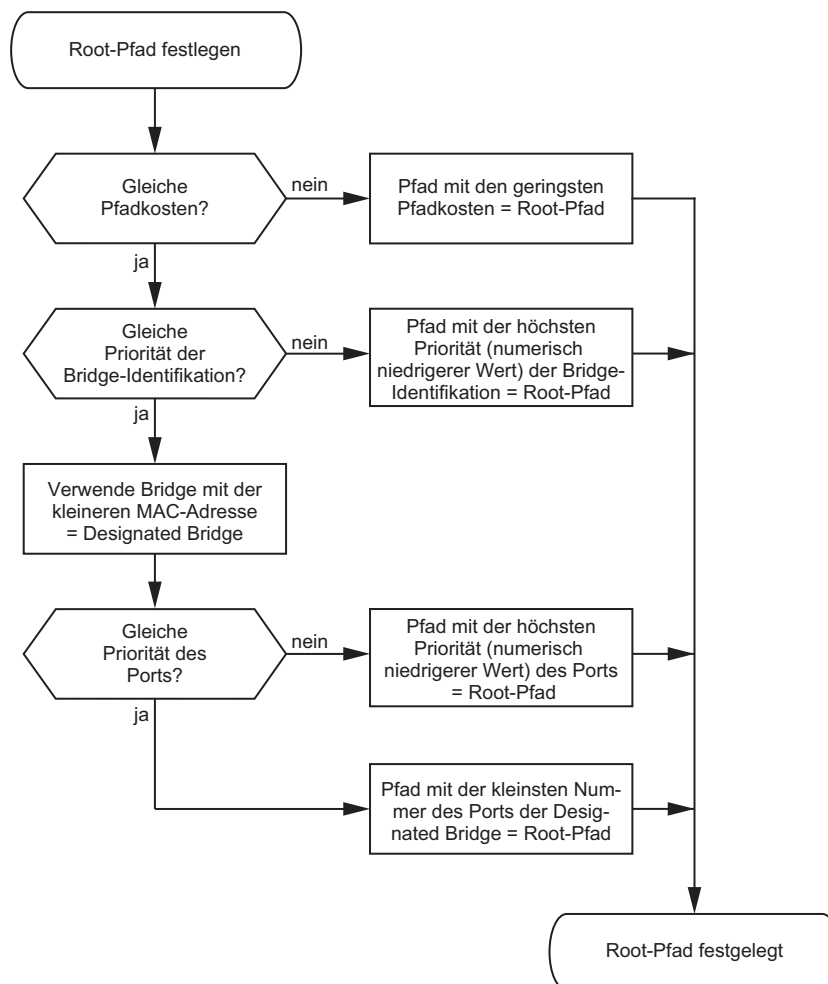 Root-Pfad festlegen
Gleiche
Pfadkosten?
nein
Pfad mit den geringsten
Pfadkosten = Root-Pfad
ja
Gleiche
Priorität der
Bridge-Identifikation?
nein
Pfad mit der höchsten
Priorität (numerisch
niedrigerer Wert) der Bridge-
Identifikation = Root-Pfad
ja
Verwende Bridge mit der
kleineren MAC-Adresse
= Designated Bridge
Gleiche
Priorität des
Ports?
nein
Pfad mit der höchsten
Priorität (numerisch
niedrigerer Wert) des Ports
= Root-Pfad
ja
Pfad mit der kleinsten Num-
mer des Ports der Desig-
nated Bridge = Root-Pfad
Root-Pfad festgelegt